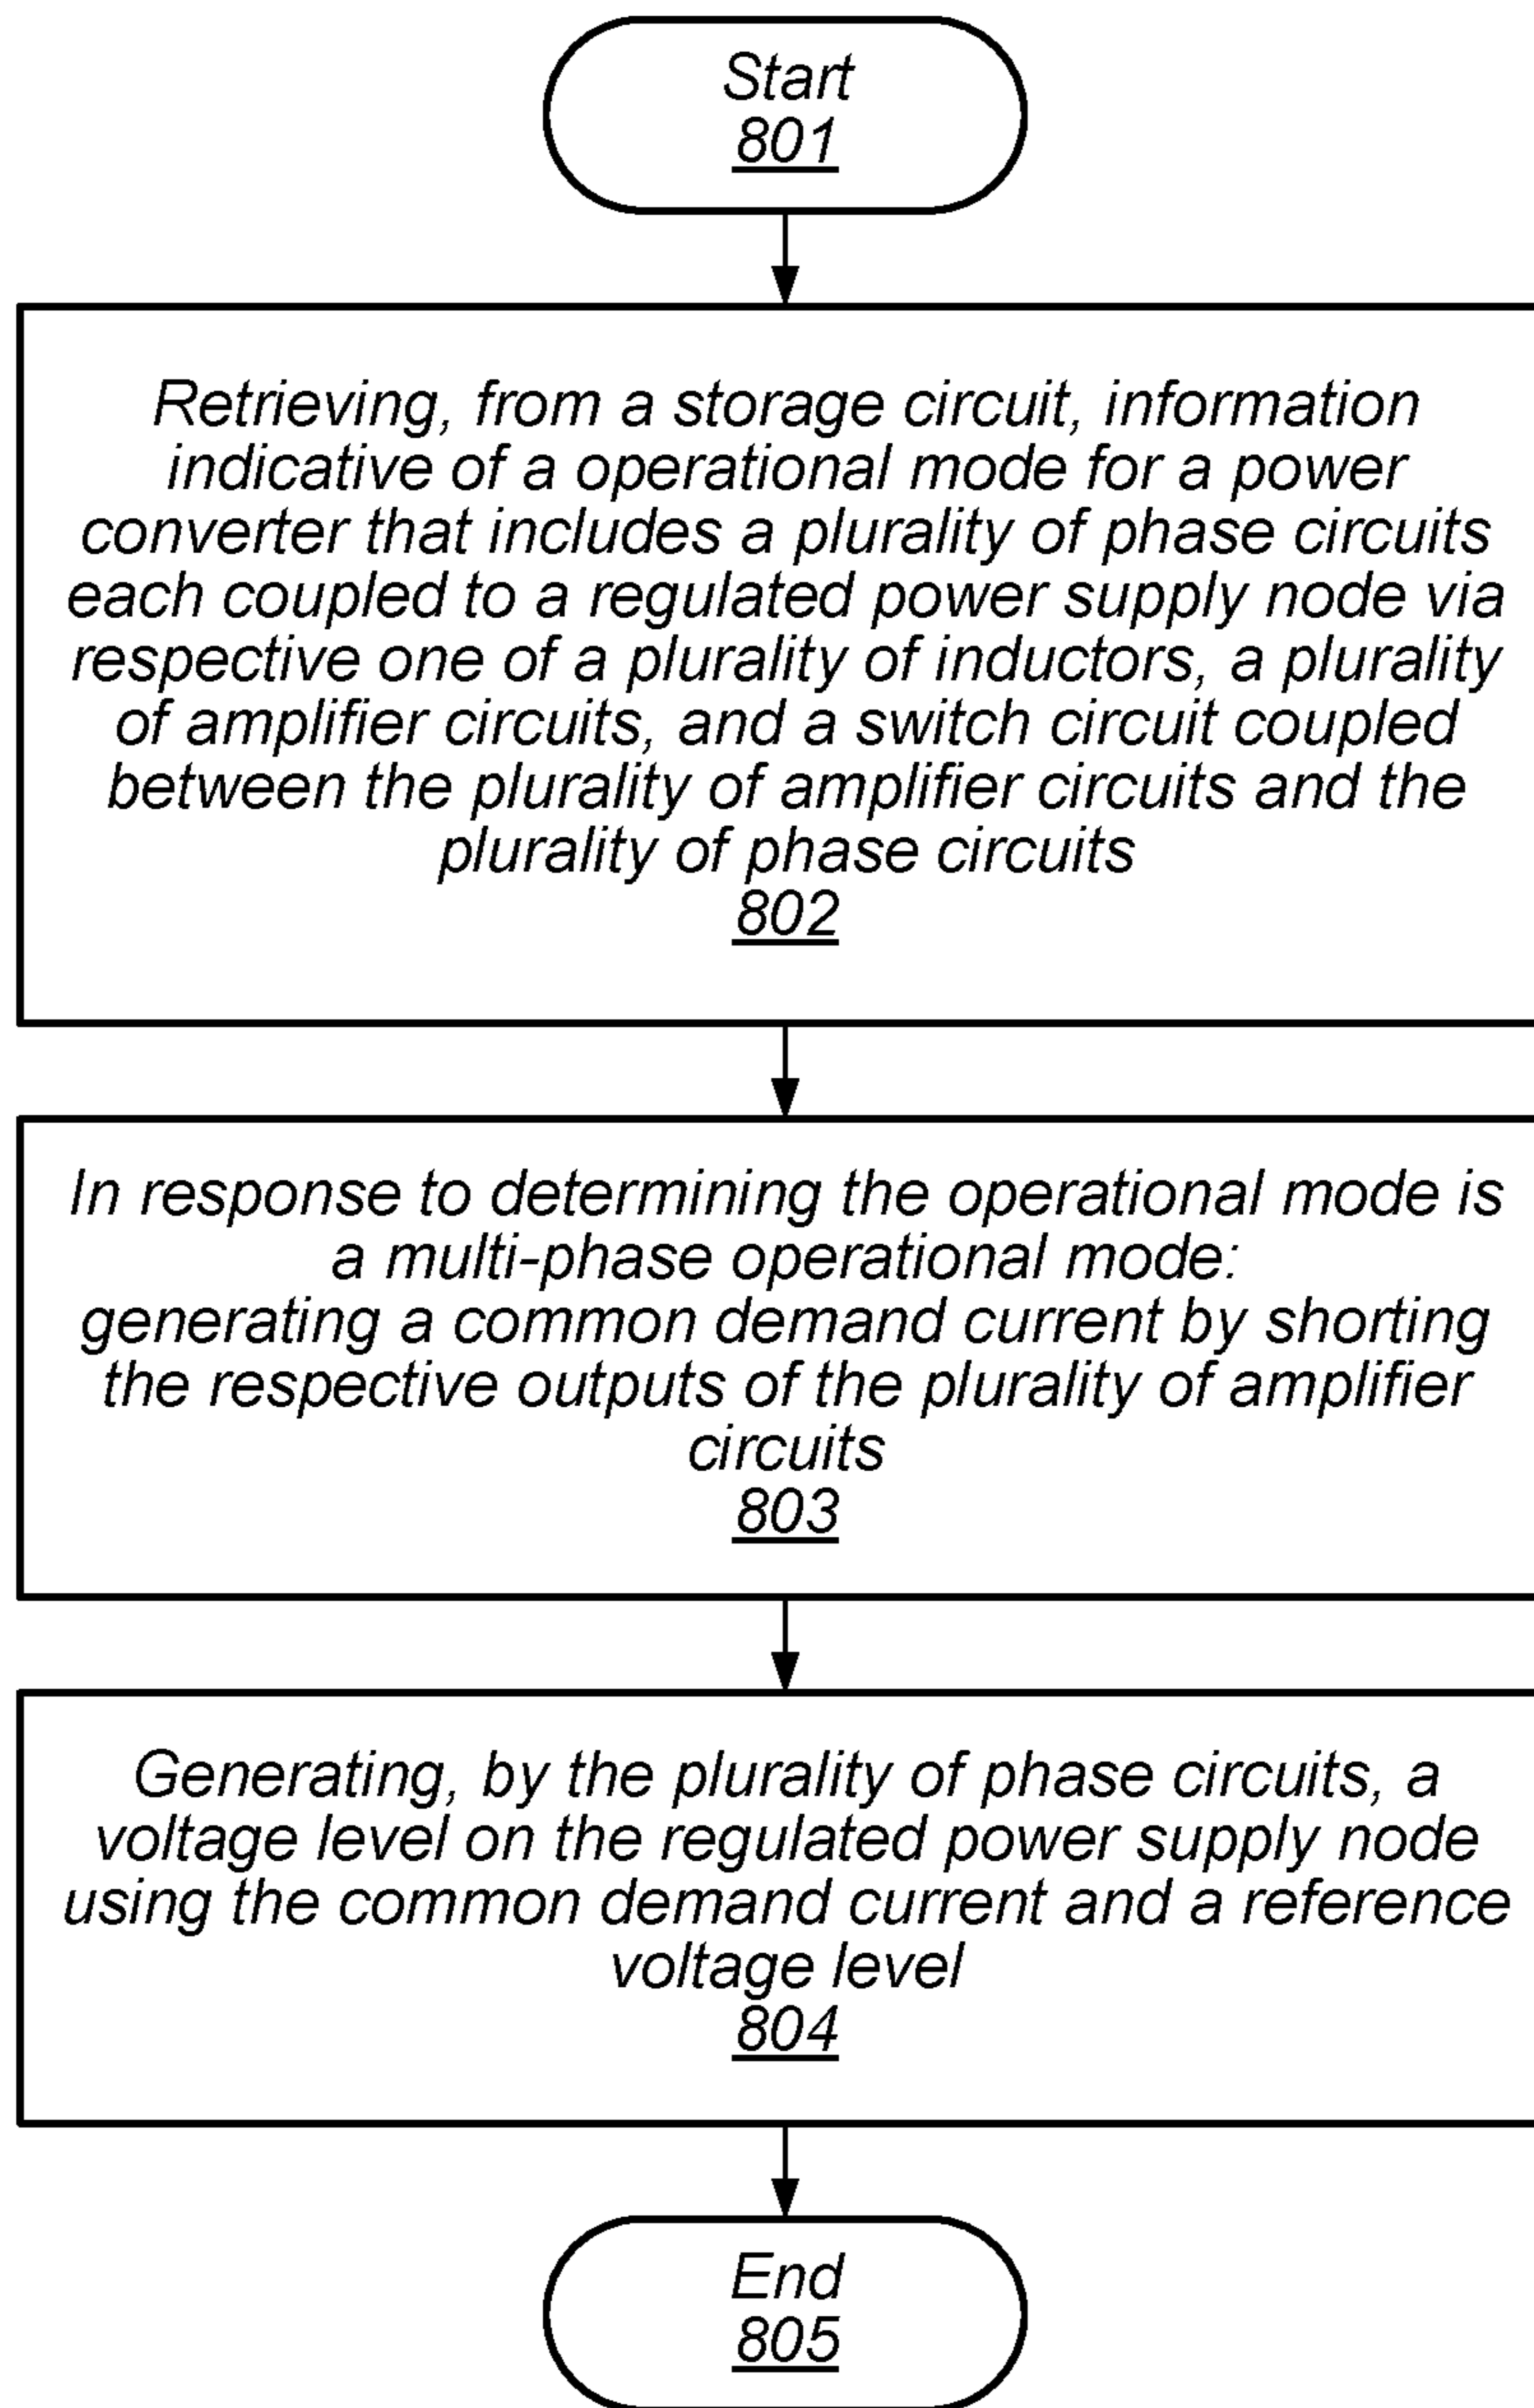 Start
801
Retrieving, from a storage circuit, information
indicative of a operational mode for a power
converter that includes a plurality of phase circuits
each coupled to a regulated power supply node via
respective one of a plurality of inductors, a plurality
of amplifier circuits, and a switch circuit coupled
between the plurality of amplifier circuits and the
plurality of phase circuits
802
In response to determining the operational mode is
a multi-phase operational mode:
generating a common demand current by shorting
the respective outputs of the plurality of amplifier
circuits
803
Generating, by the plurality of phase circuits, a
voltage level on the regulated power supply node
using the common demand current and a reference
voltage level
804
End
805